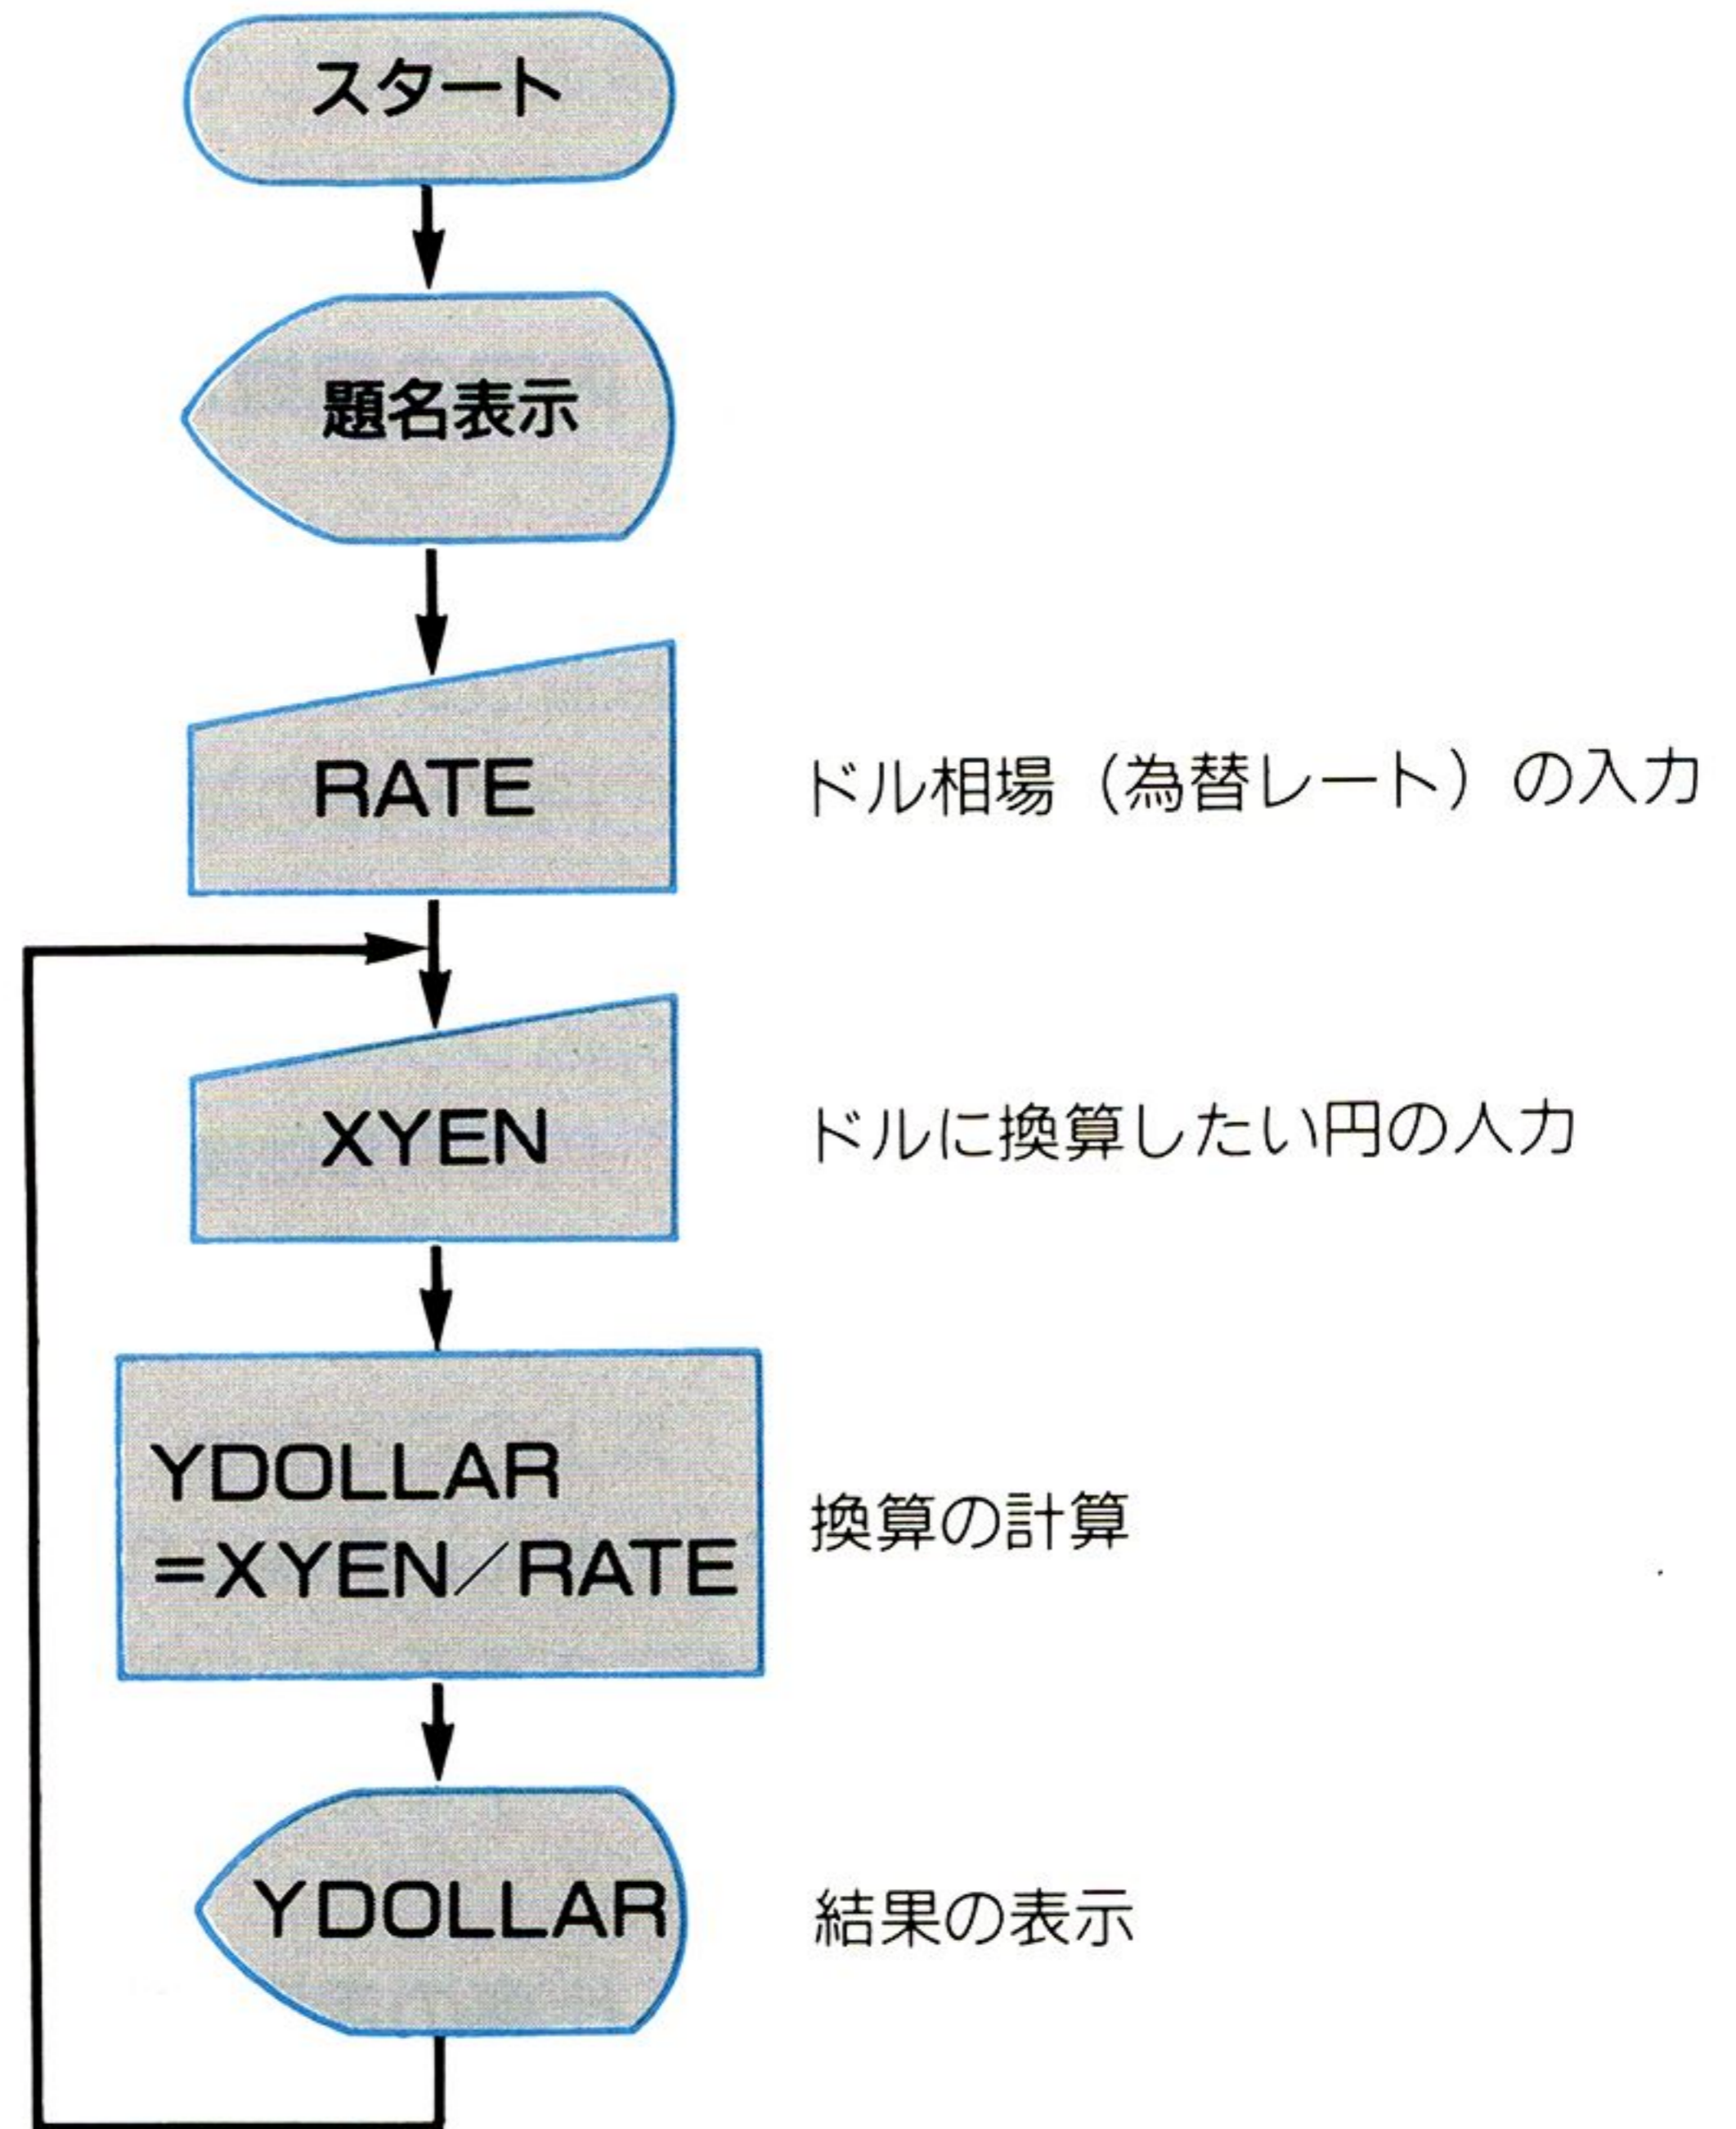 スタート
題名表示
RATE
ドル相場（為替レート）の入力
XYEN
ドルに換算したい円の人力
YDOLLAR
=XYEN／RATE
換算の計算
YDOLLAR
結果の表示